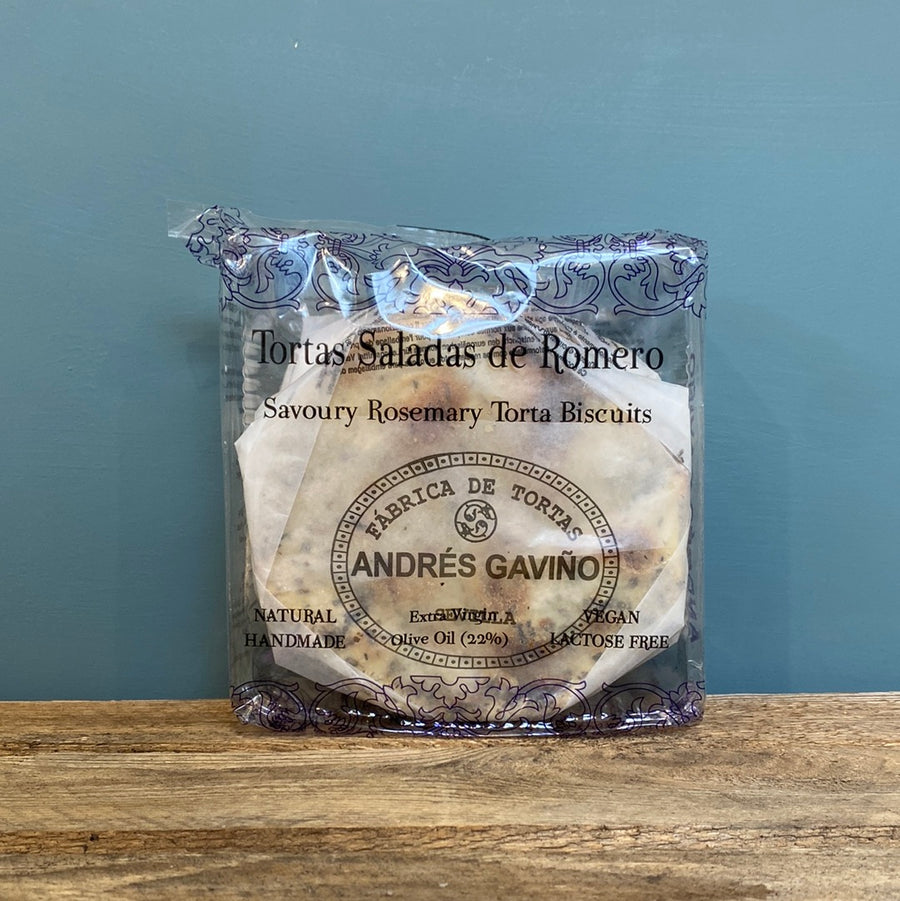 Tortas Saladas de Romero
Savoury Rosemary Torta Biscuits
FÁBRICA DE TORTAS
ANDRÉS GAVIÑO
SEVILLA
NATURAL
HANDMADE
Extra Virgin
Olive Oil (22%)
VEGAN
LACTOSE FREE